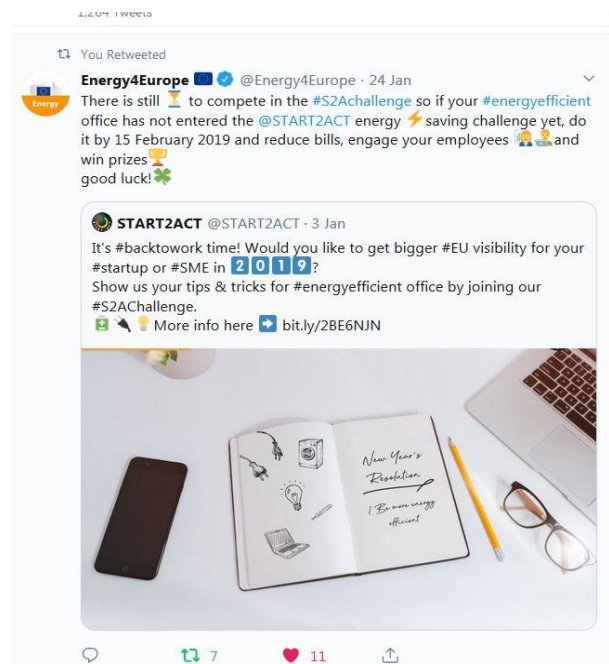 1,264 Tweets
You Retweeted
Energy4Europe @Energy4Europe · 24 Jan
Energy
There is still ⏳ to compete in the #S2Achallenge so if your #energyefficient
office has not entered the @START2ACT energy ⚡saving challenge yet, do
it by 15 February 2019 and reduce bills, engage your employees 👩‍💼👨‍💻and
win prizes🏆
good luck!🍀
START2ACT @START2ACT · 3 Jan
It's #backtowork time! Would you like to get bigger #EU visibility for your
#startup or #SME in 2️⃣0️⃣1️⃣9️⃣?
Show us your tips & tricks for #energyefficient office by joining our
#S2AChallenge.
🔋🔌💡More info here ➡️ bit.ly/2BE6NJN
New Year's
Resolution
1. Be more energy
efficient
7
11